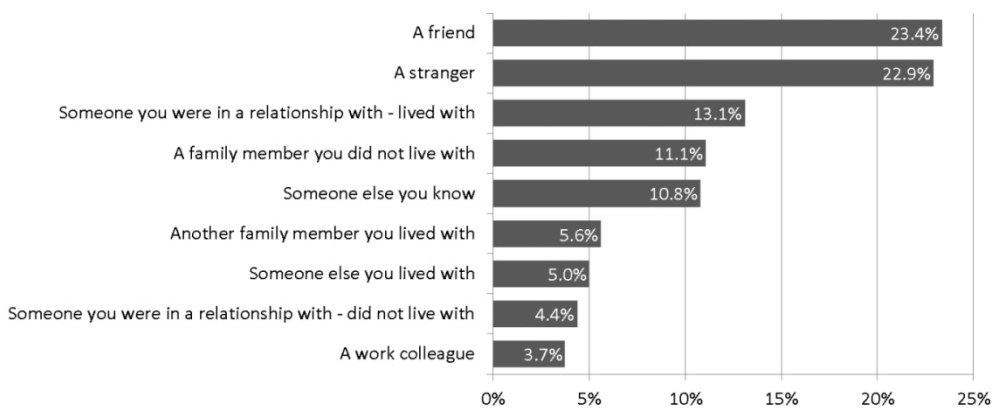 A friend 23.4%
A stranger 22.9%
Someone you were in a relationship with - lived with 13.1%
A family member you did not live with 11.1%
Someone else you know 10.8%
Another family member you lived with 5.6%
Someone else you lived with 5.0%
Someone you were in a relationship with - did not live with 4.4%
A work colleague 3.7%
0% 5% 10% 15% 20% 25%